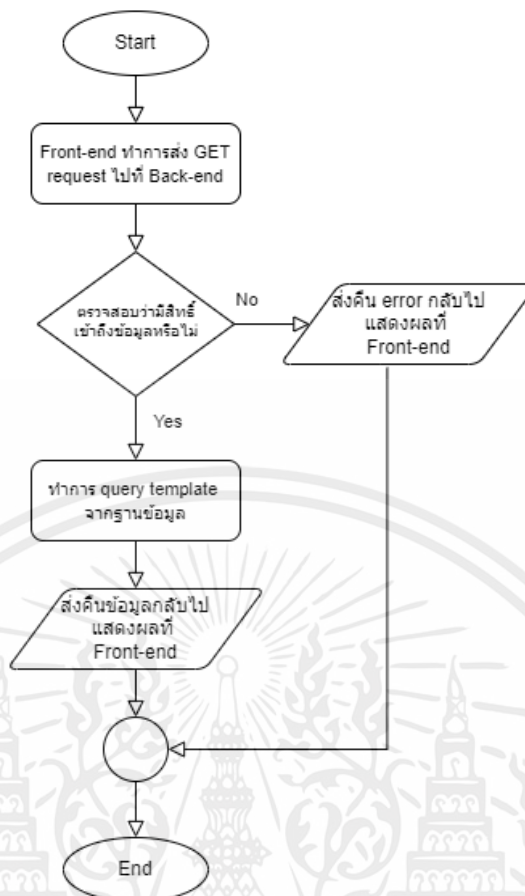 Start
Front-end ทำการส่ง GET
request ไปที่ Back-end
ตรวจสอบว่ามีสิทธิ์
เข้าถึงข้อมูลหรือไม่
No
ส่งคืน error กลับไป
แสดงผลที่
Front-end
Yes
ทำการ query template
จากฐานข้อมูล
ส่งคืนข้อมูลกลับไป
แสดงผลที่
Front-end
End